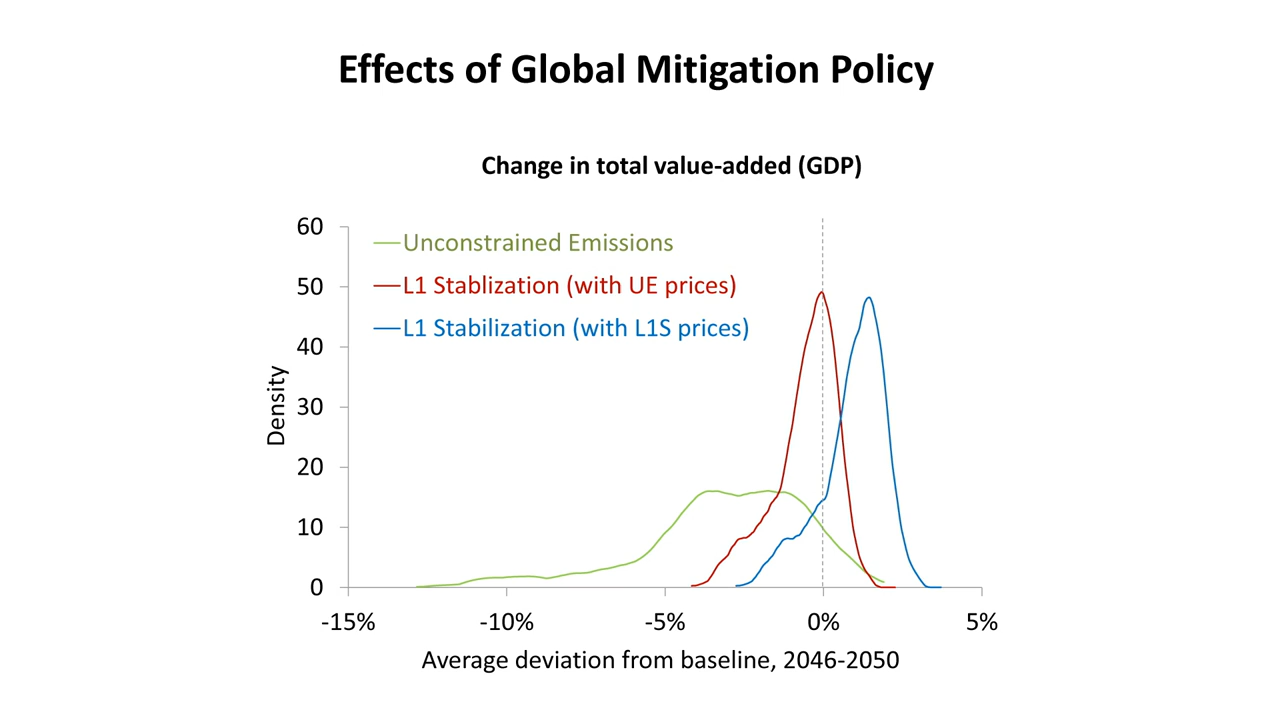 Effects of Global Mitigation Policy
Change in total value-added (GDP)
60
50
40
30
20
10
0
Density
Unconstrained Emissions
L1 Stablization (with UE prices)
L1 Stabilization (with L1S prices)
-15% -10% -5% 0% 5%
Average deviation from baseline, 2046-2050